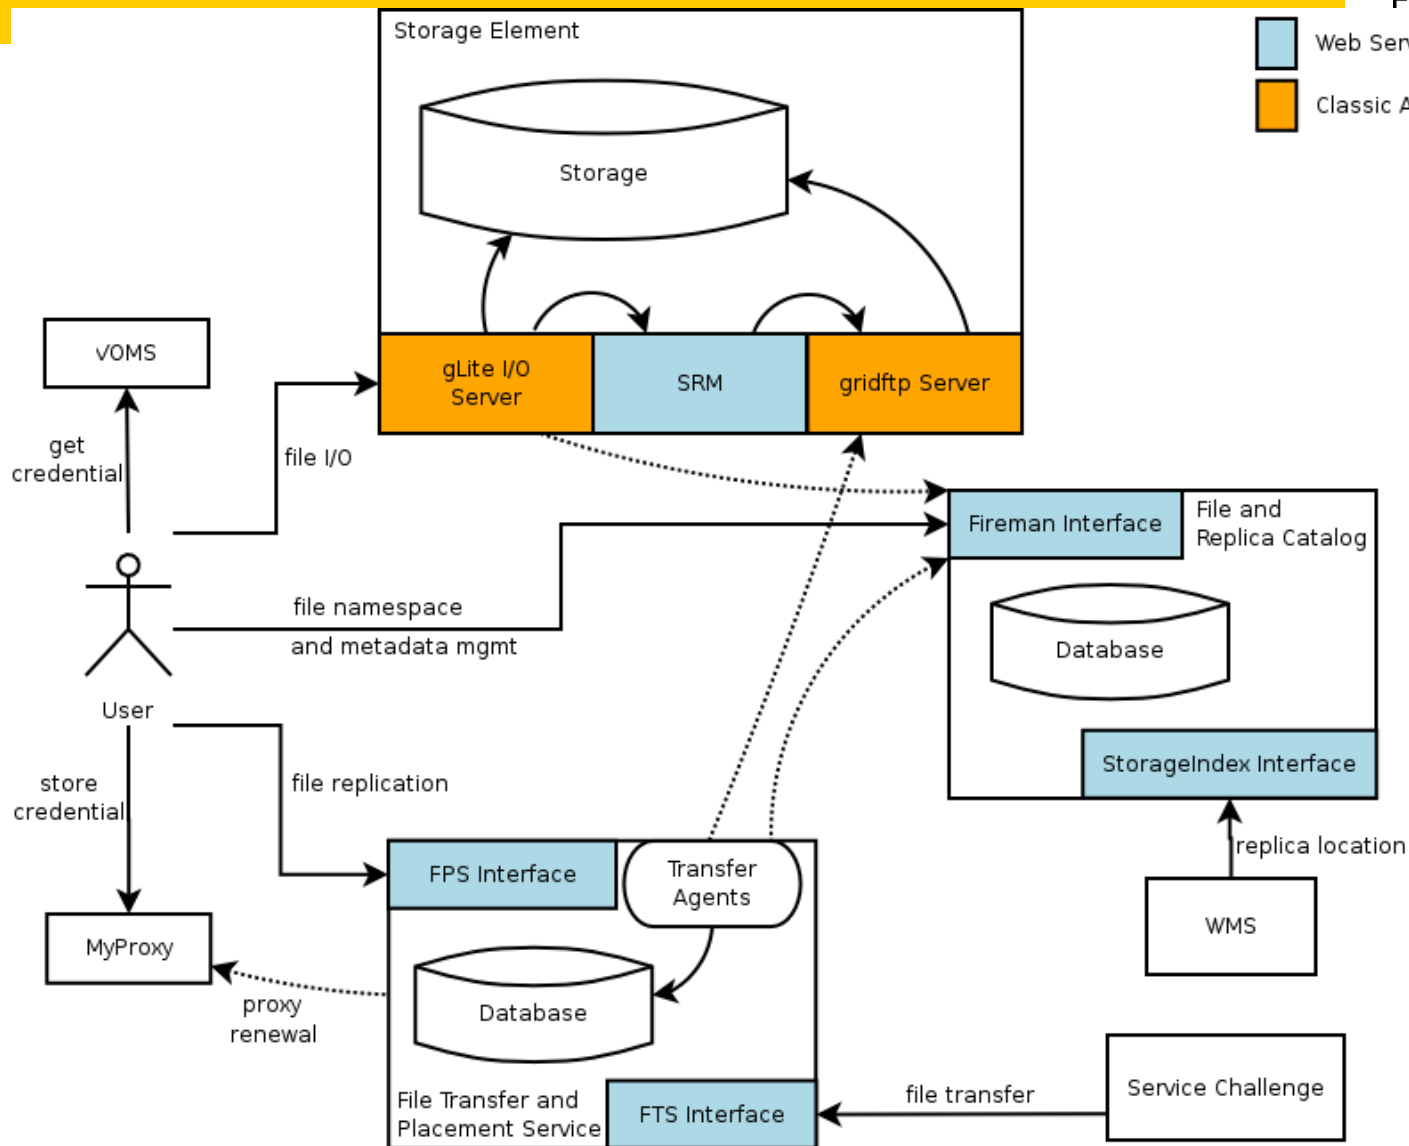 Storage Element
Web Ser
Classic A
Storage
VOMS
gLite I/O
Server
SRM
gridftp Server
get
credential
file I/O
Fireman Interface
File and
Replica Catalog
file namespace
and metadata mgmt
Database
User
StorageIndex Interface
store
credential
file replication
replica location
FPS Interface
Transfer
Agents
WMS
MyProxy
proxy
renewal
Database
Service Challenge
file transfer
File Transfer and
Placement Service
FTS Interface